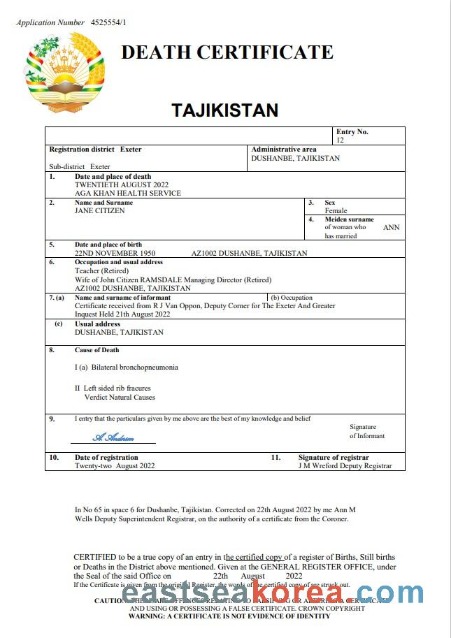 Application Number 4525554/1
DEATH CERTIFICATE
TAJIKISTAN
Entry No.
12
Registration district Exeter
Administrative area
DUSHANBE, TAJIKISTAN
Sub-district Exeter
1. Date and place of death
TWENTIETH AUGUST 2022
AGA KHAN HEALTH SERVICE
2. Name and Surname
JANE CITIZEN
3. Sex
Female
4. Meiden surname
of woman who ANN
has married
5. Date and place of birth
22ND NOVEMBER 1950 AZ1002 DUSHANBE, TAJIKISTAN
6. Occupation and usual address
Teacher (Retired)
Wife of John Citizen RAMSDALE Managing Director (Retired)
AZ1002 DUSHANBE, TAJIKISTAN
7. (a) Name and surname of informant (b) Occupation
Certificate received from R J Van Oppon, Deputy Corner for The Exeter And Greater
Inquest Held 21th August 2022
(c) Usual address
DUSHANBE, TAJIKISTAN
8. Cause of Death
I (a) Bilateral bronchopneumonia
II Left sided rib fracures
Verdict Natural Causes
9. I entry that the particulars given by me above are the best of my knowledge and belief
Signature
of Informant
10. Date of registration
Twenty-two August 2022
11. Signature of registrar
J M Wreford Deputy Registrar
In No 65 in space 6 for Dushanbe, Tajikistan. Corrected on 22th August 2022 by me Ann M
Wells Deputy Superintendent Registrar, on the authority of a certificate from the Coroner.
CERTIFIED to be a true copy of an entry in the certified copy of a register of Births, Still births
or Deaths in the District above mentioned. Given at the GENERAL REGISTER OFFICE, under
the Seal of the said Office on 22th August 2022
If the Certificate is given from the original Register, the words of the certified copy of are struck out.
eastseakorea.com
AND USING OR POSSESSING A FALSE CERTIFICATE. CROWN COPYRIGHT
WARNING: A CERTIFICATE IS NOT EVIDENCE OF IDENTITY